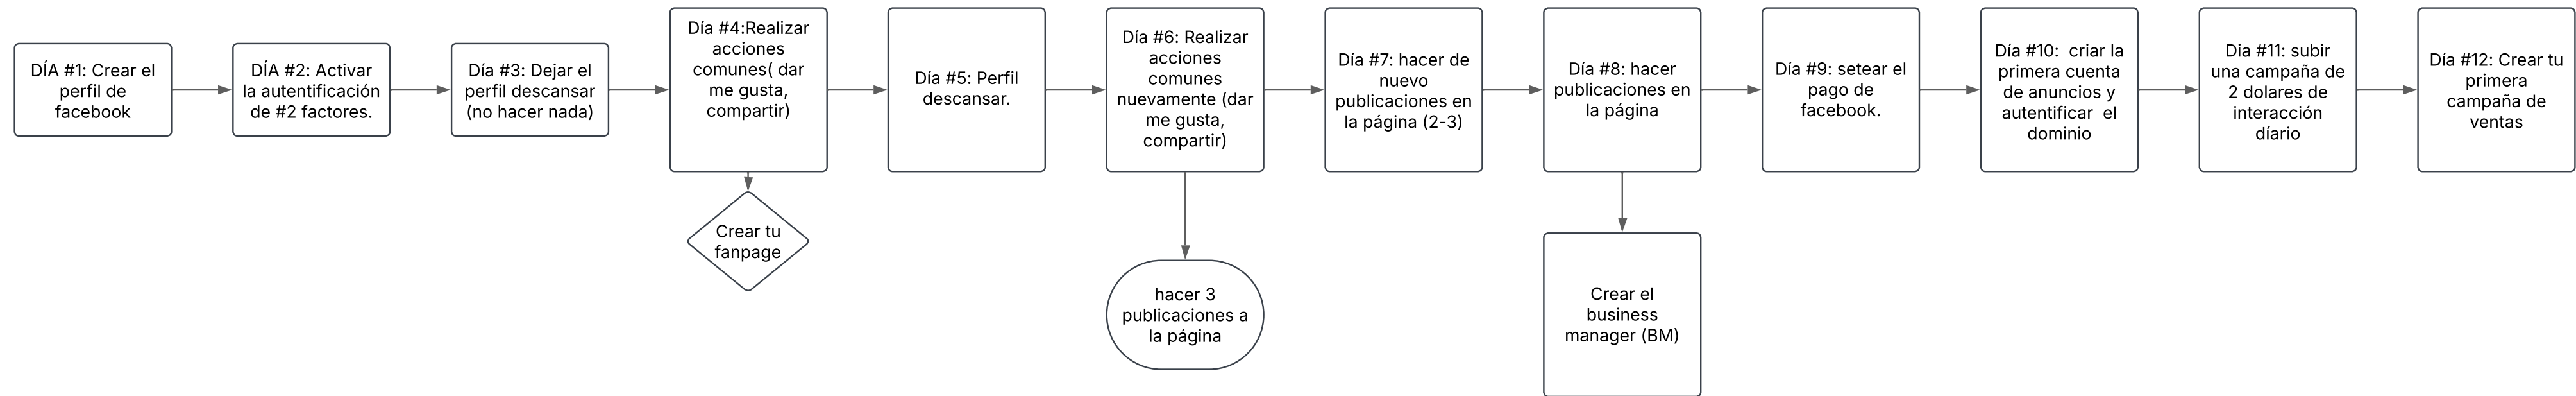 DÍA #1: Crear el
perfil de
facebook
DÍA #2: Activar
la autentificación
de #2 factores.
Día #3: Dejar el
perfil descansar
(no hacer nada)
Día #4:Realizar
acciones
comunes( dar
me gusta,
compartir)
Crear tu
fanpage
Día #5: Perfil
descansar.
Día #6: Realizar
acciones
comunes
nuevamente (dar
me gusta,
compartir)
hacer 3
publicaciones a
la página
Día #7: hacer de
nuevo
publicaciones en
la página (2-3)
Día #8: hacer
publicaciones en
la página
Crear el
business
manager (BM)
Día #9: setear el
pago de
facebook.
Día #10:  criar la
primera cuenta
de anuncios y
autentificar  el
dominio
Dia #11: subir
una campaña de
2 dolares de
interacción
díario
Día #12: Crear tu
primera
campaña de
ventas